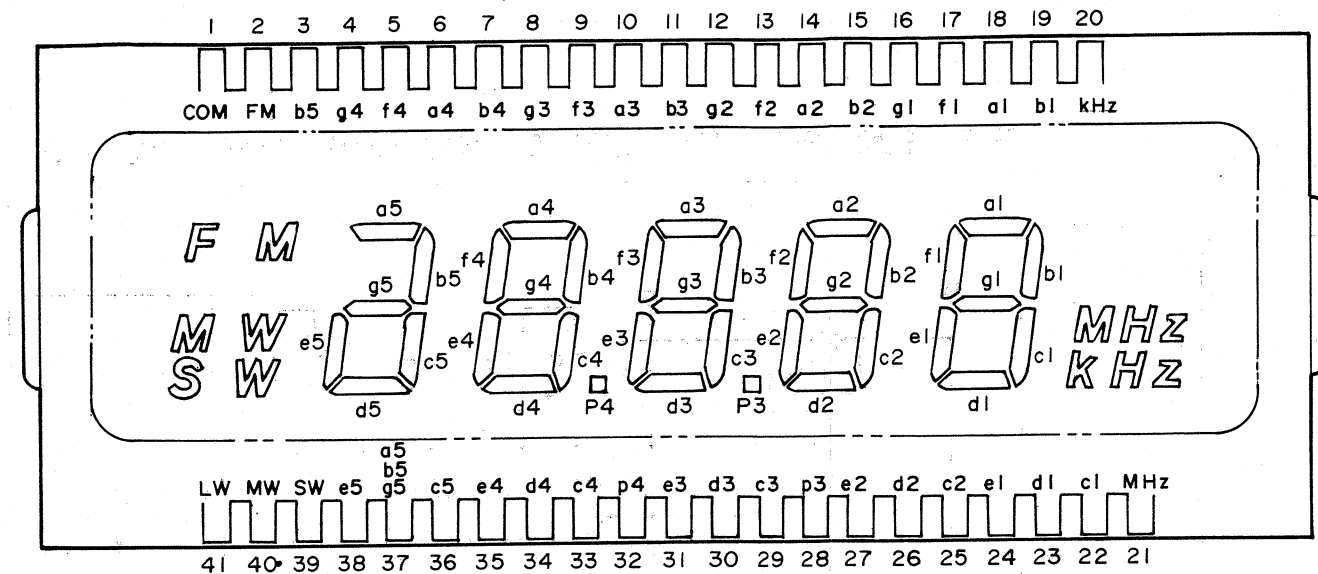 1 2 3 4 5 6 7 8 9 10 11 12 13 14 15 16 17 18 19 20
COM FM b5 g4 f4 a4 b4 g3 f3 a3 b3 g2 f2 a2 b2 g1 f1 a1 b1 kHz
a5 a4 a3 a2 a1
F M
f4 f3 f2 f1
b5 b4 b3 b2 b1
g5 g4 g3 g2 g1
M W
MHz
e5 e4 e3 e2 e1
c5 c4 c3 c2 c1
S W
kHz
d5 d4 P4 d3 P3 d2 d1
a5
b5
LW MW SW e5 g5 c5 e4 d4 c4 p4 e3 d3 c3 p3 e2 d2 c2 e1 d1 c1 MHz
41 40 39 38 37 36 35 34 33 32 31 30 29 28 27 26 25 24 23 22 21